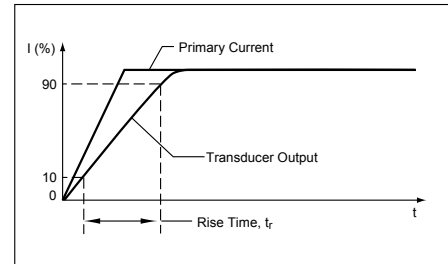 I (%)
Primary Current
90
Transducer Output
10
0
t
Rise Time, tr